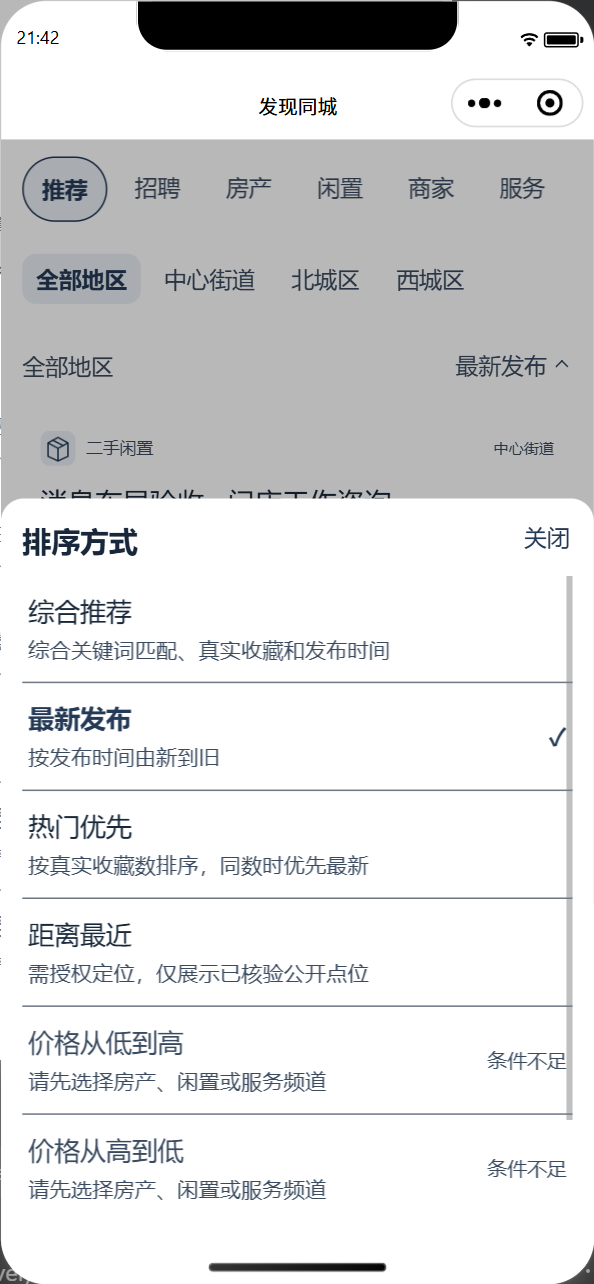 21:42
发现同城
推荐 招聘 房产 闲置 商家 服务
全部地区 中心街道 北城区 西城区
全部地区 最新发布
二手闲置 中心街道
排序方式 关闭
综合推荐
综合关键词匹配、真实收藏和发布时间
最新发布
按发布时间由新到旧
热门优先
按真实收藏数排序，同数时优先最新
距离最近
需授权定位，仅展示已核验公开点位
价格从低到高
请先选择房产、闲置或服务频道
条件不足
价格从高到低
请先选择房产、闲置或服务频道
条件不足